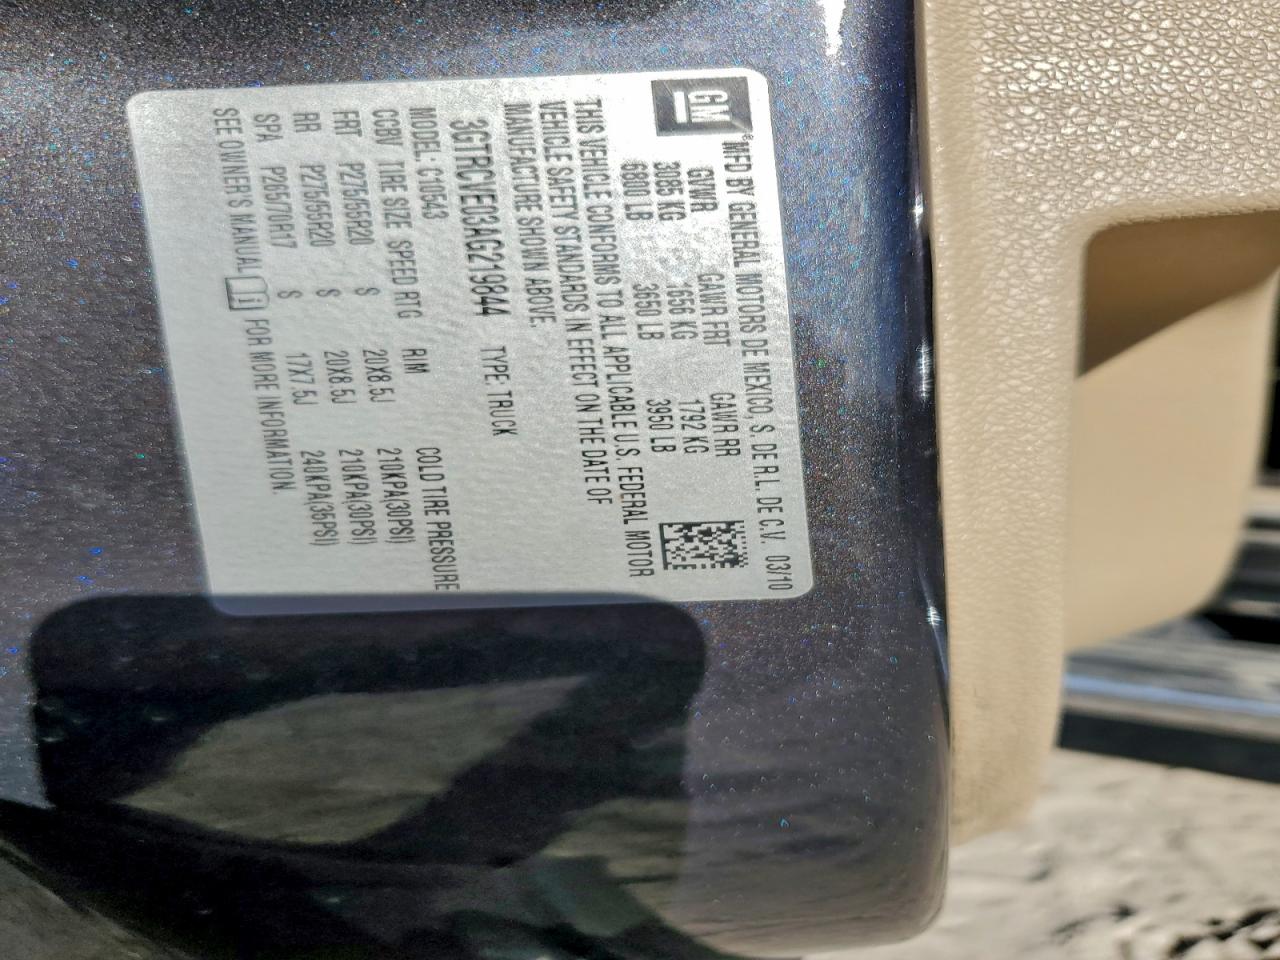 GM
®MFD BY GENERAL MOTORS DE MEXICO, S. DE R.L. DE C.V. 03/10
GVWR GAWR FRT GAWR RR
3085 KG 1656 KG 1792 KG
6800 LB 3650 LB 3950 LB
THIS VEHICLE CONFORMS TO ALL APPLICABLE U.S. FEDERAL MOTOR
VEHICLE SAFETY STANDARDS IN EFFECT ON THE DATE OF
MANUFACTURE SHOWN ABOVE.
3GTRCVE03AG219844 TYPE: TRUCK
MODEL: C10543
CCBV TIRE SIZE SPEED RTG RIM COLD TIRE PRESSURE
FRT P275/55R20 S 20X8.5J 210KPA(30PSI)
RR P275/55R20 S 20X8.5J 210KPA(30PSI)
SPA P265/70R17 S 17X7.5J 240KPA(35PSI)
SEE OWNER'S MANUAL FOR MORE INFORMATION.